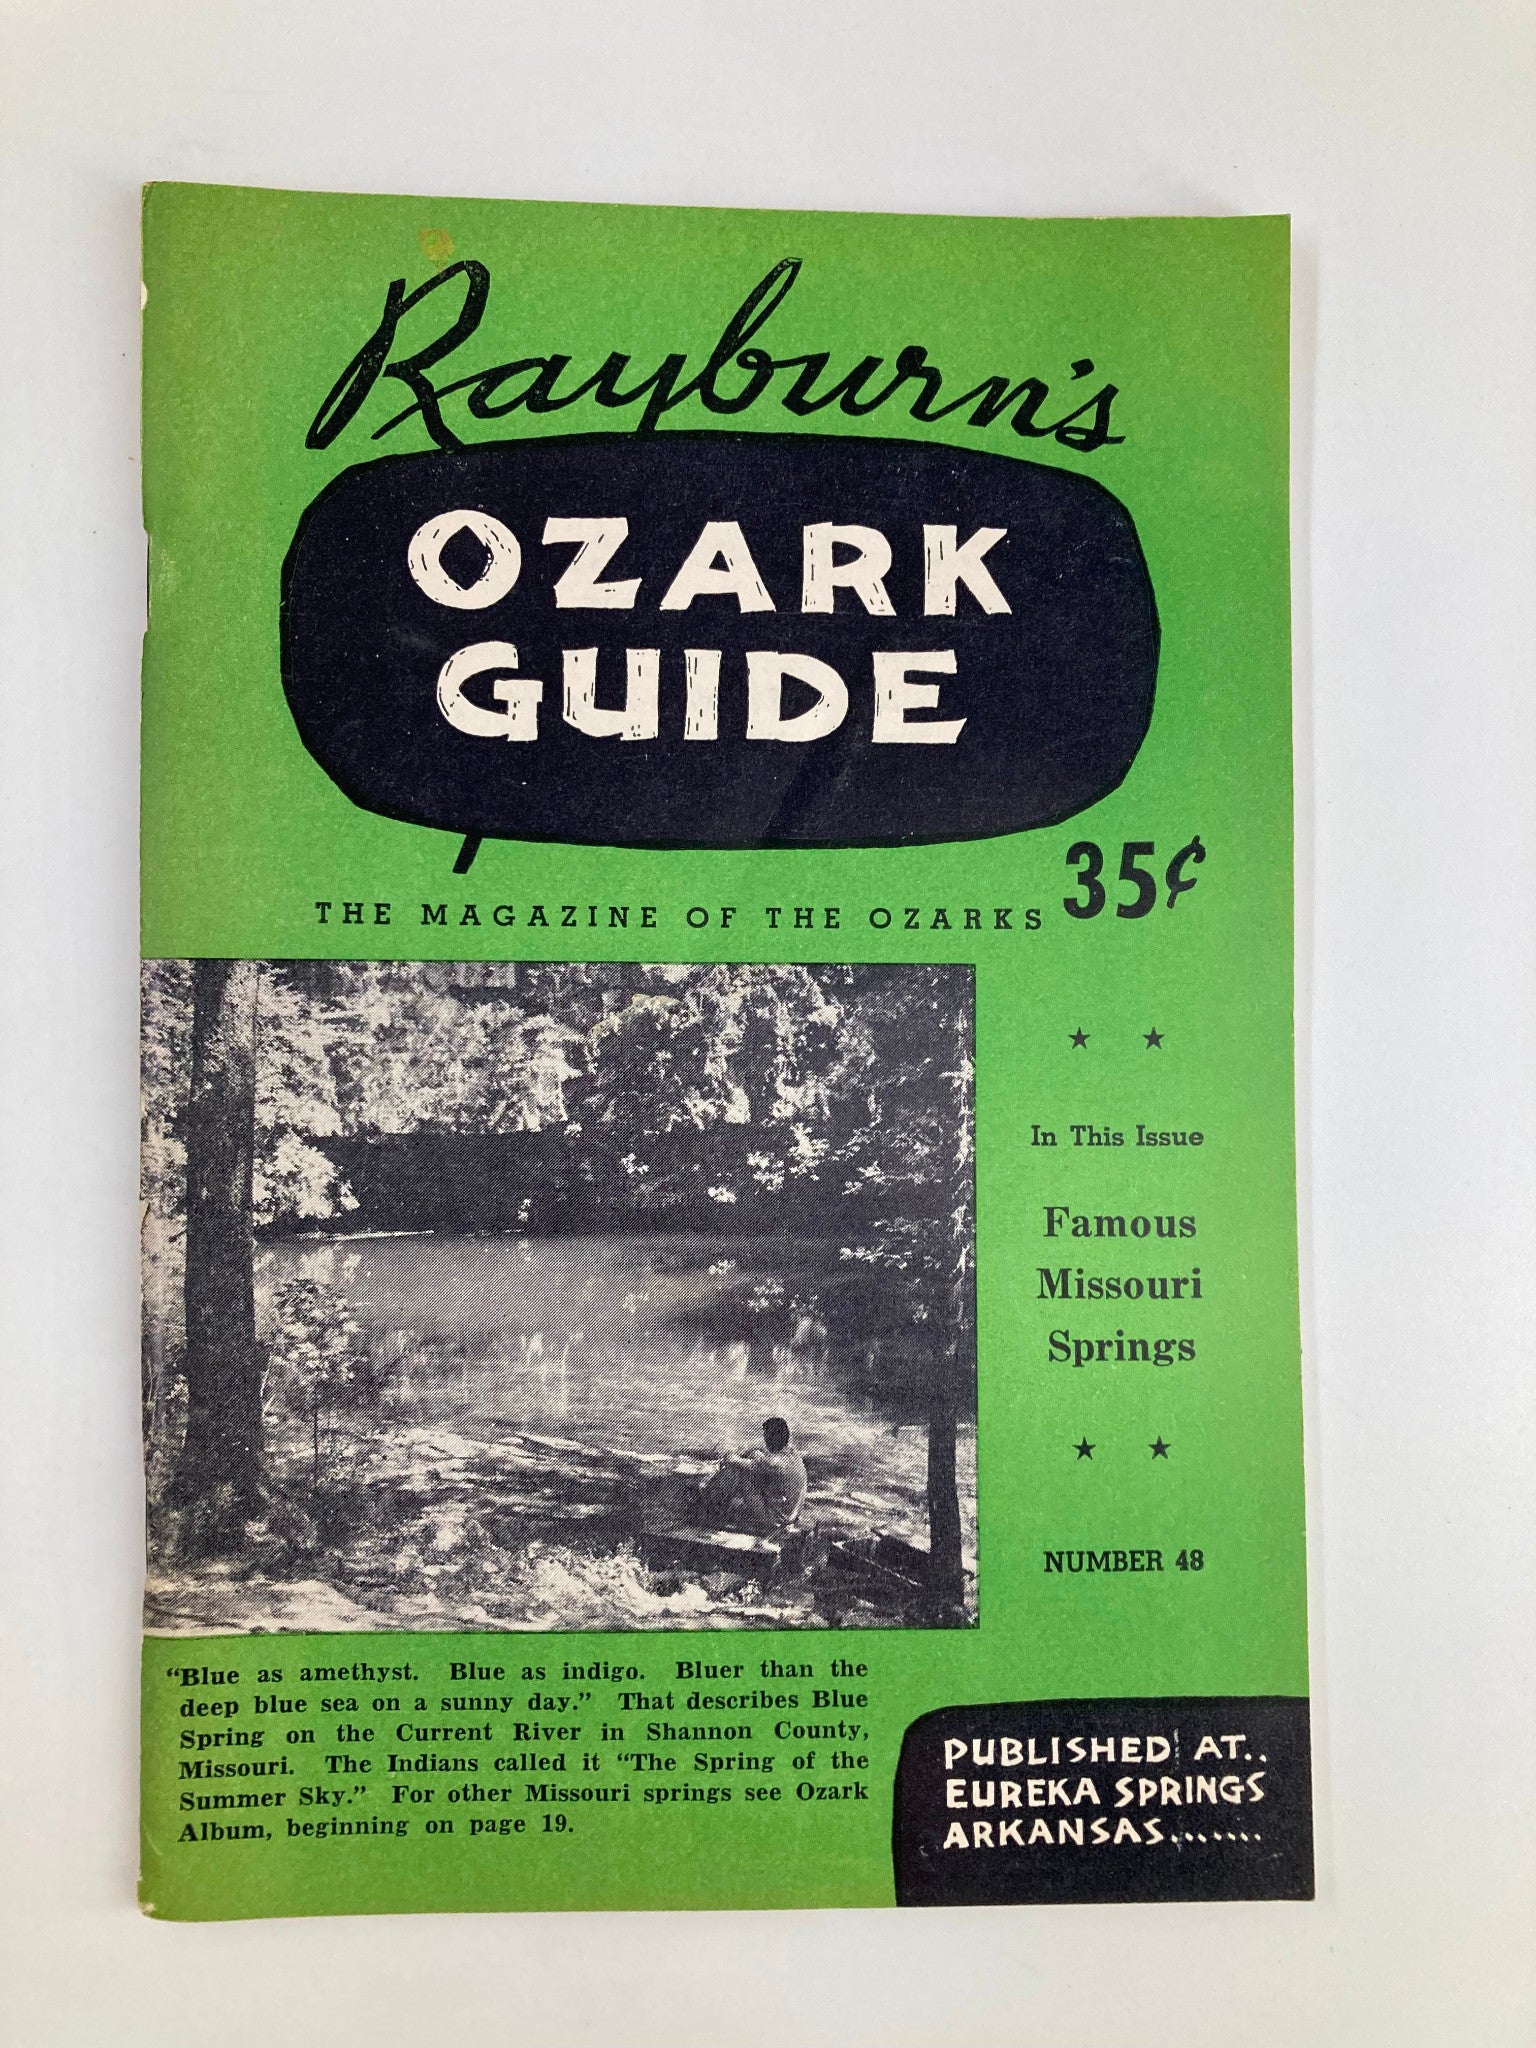 Rayburn's
OZARK
GUIDE
35¢
THE MAGAZINE OF THE OZARKS
In This Issue
Famous
Missouri
Springs
NUMBER 48
"Blue as amethyst. Blue as indigo. Bluer than the
deep blue sea on a sunny day." That describes Blue
Spring on the Current River in Shannon County,
Missouri. The Indians called it "The Spring of the
Summer Sky." For other Missouri springs see Ozark
Album, beginning on page 19.
PUBLISHED AT..
EUREKA SPRINGS
ARKANSAS.......